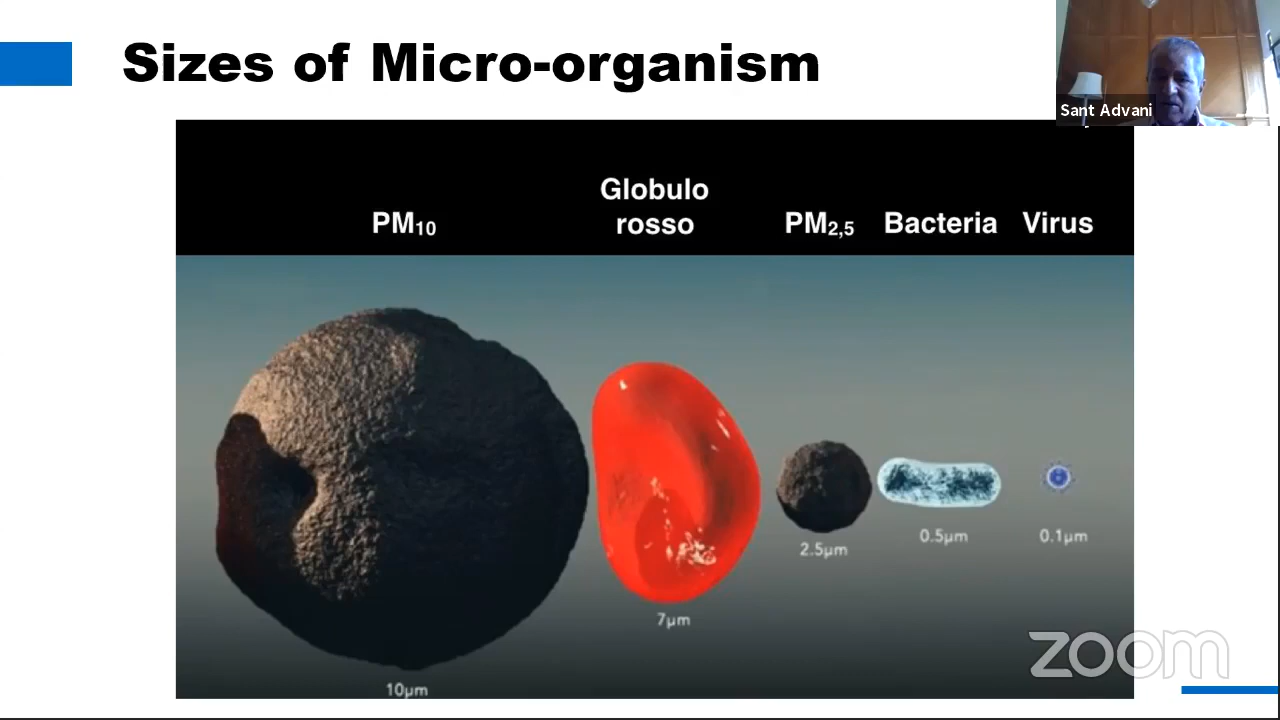 Sizes of Micro-organism
Sant Advani
PM10
Globulo
rosso
PM2,5
Bacteria
Virus
10µm
7µm
2.5µm
0.5µm
0.1µm
zoom